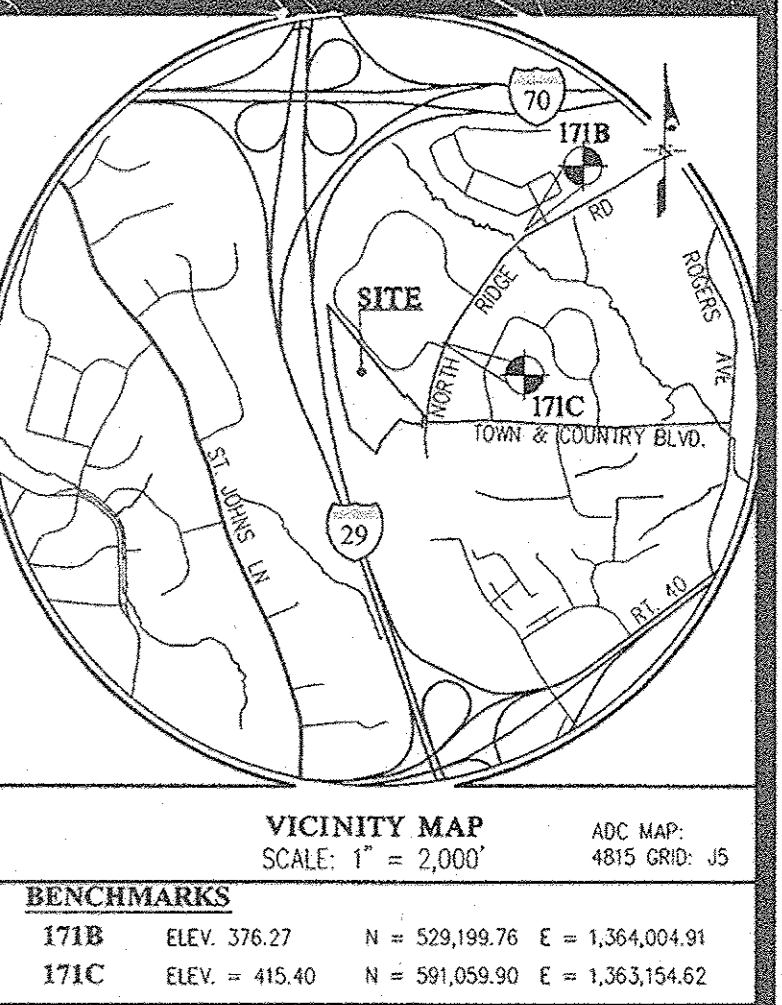 70
171B
N
RD
ROGERS AVE
SITE
NORTH RIDGE
171C
TOWN & COUNTRY BLVD.
ST. JOHNS LN
29
RT. 40
VICINITY MAP
SCALE: 1" = 2,000'
ADC MAP:
4815 GRID: J5
BENCHMARKS
171B ELEV. 376.27 N = 529,199.76 E = 1,364,004.91
171C ELEV. = 415.40 N = 591,059.90 E = 1,363,154.62